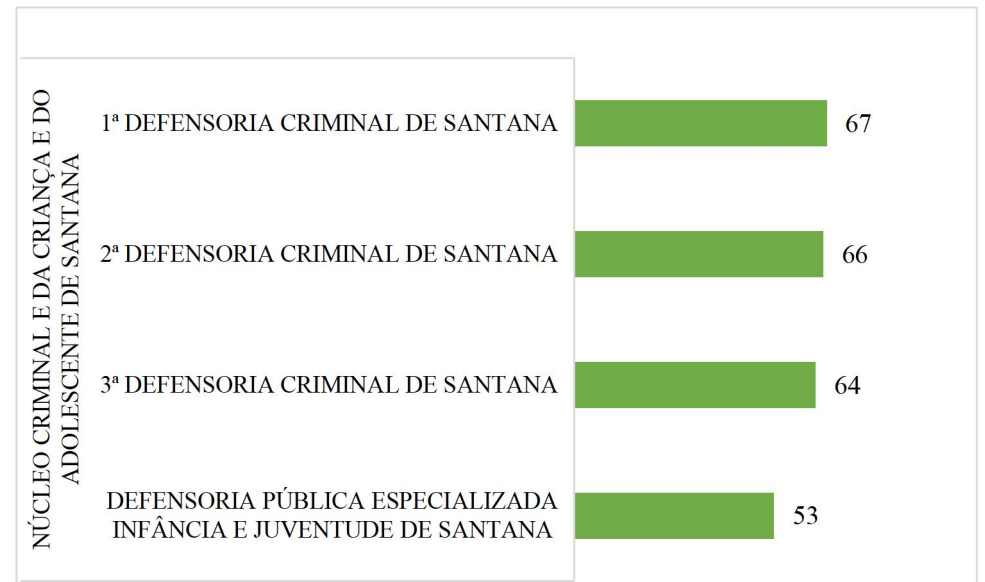 NÚCLEO CRIMINAL E DA CRIANÇA E DO
ADOLESCENTE DE SANTANA
1ª DEFENSORIA CRIMINAL DE SANTANA
67
2ª DEFENSORIA CRIMINAL DE SANTANA
66
3ª DEFENSORIA CRIMINAL DE SANTANA
64
DEFENSORIA PÚBLICA ESPECIALIZADA
INFÂNCIA E JUVENTUDE DE SANTANA
53